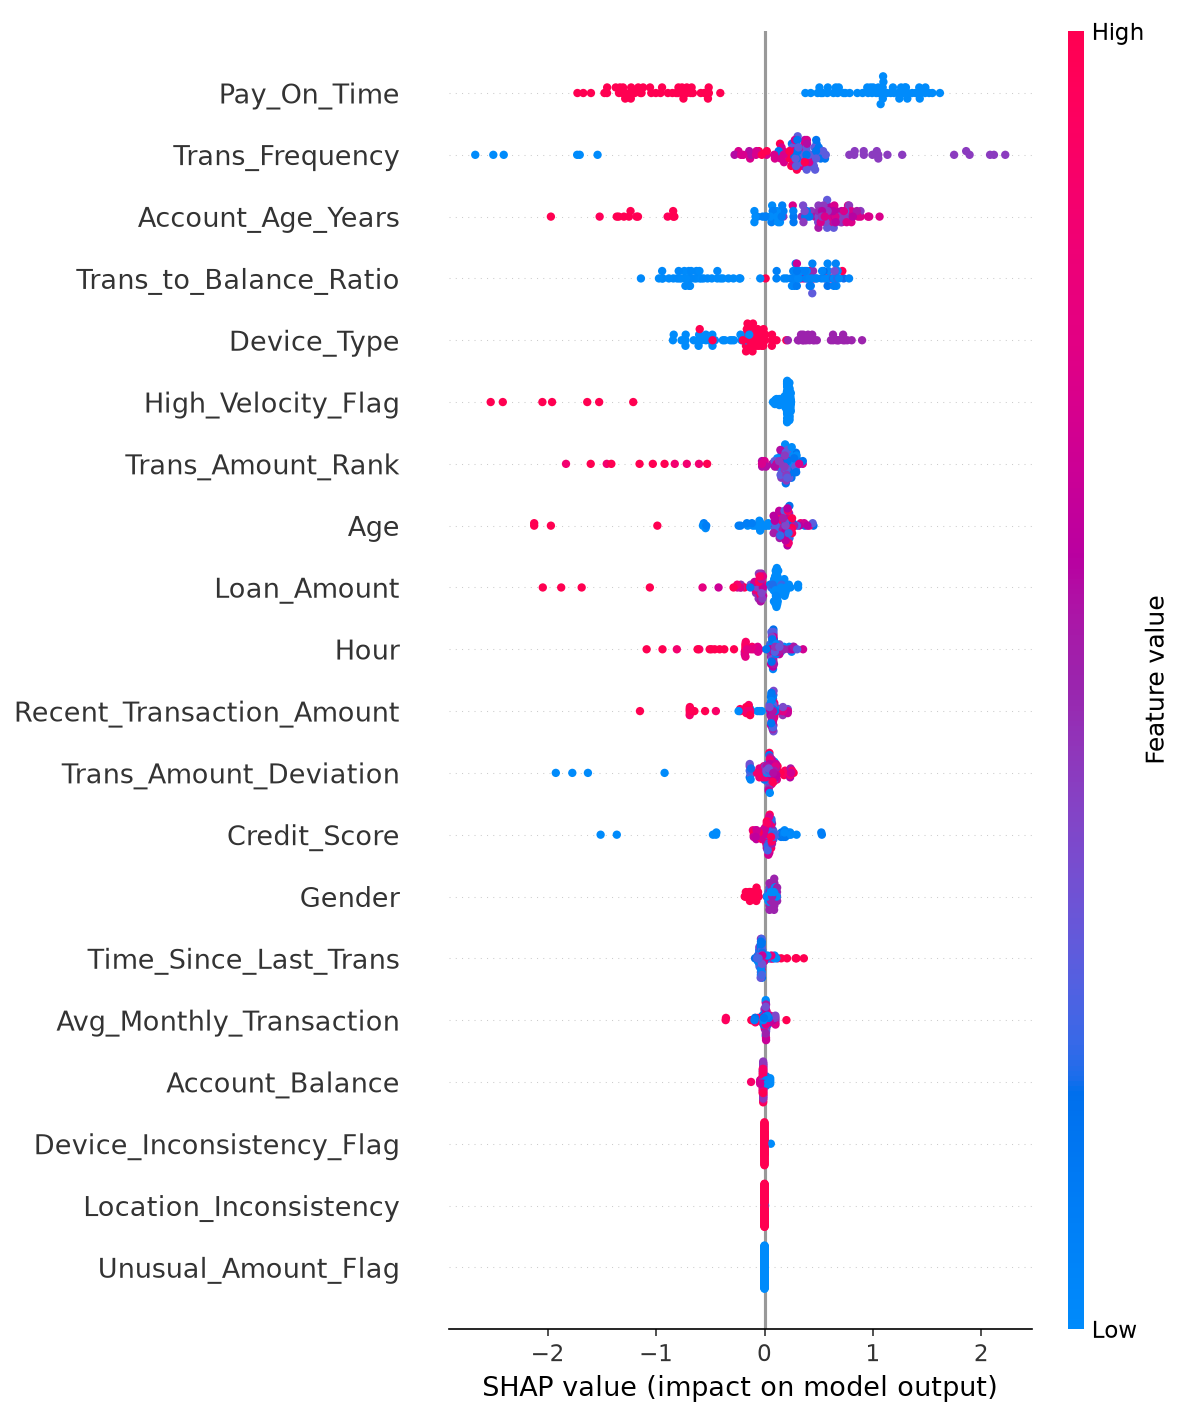 High
Pay_On_Time
Trans_Frequency
Account_Age_Years
Trans_to_Balance_Ratio
Device_Type
High_Velocity_Flag
Trans_Amount_Rank
Age
Loan_Amount
Hour
Recent_Transaction_Amount
Trans_Amount_Deviation
Credit_Score
Gender
Time_Since_Last_Trans
Avg_Monthly_Transaction
Account_Balance
Device_Inconsistency_Flag
Location_Inconsistency
Unusual_Amount_Flag
Feature value
Low
−2 −1 0 1 2
SHAP value (impact on model output)